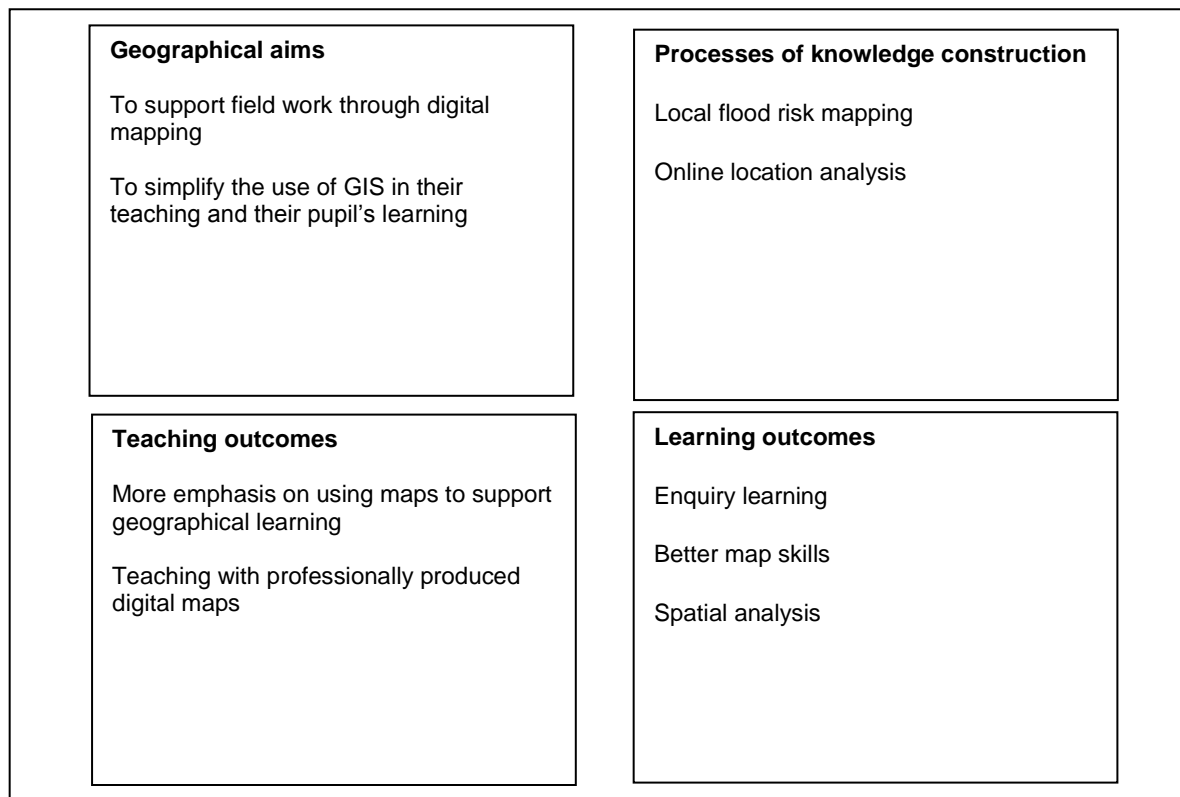 Geographical aims
To support field work through digital
mapping
To simplify the use of GIS in their
teaching and their pupil's learning
Processes of knowledge construction
Local flood risk mapping
Online location analysis
Teaching outcomes
More emphasis on using maps to support
geographical learning
Teaching with professionally produced
digital maps
Learning outcomes
Enquiry learning
Better map skills
Spatial analysis